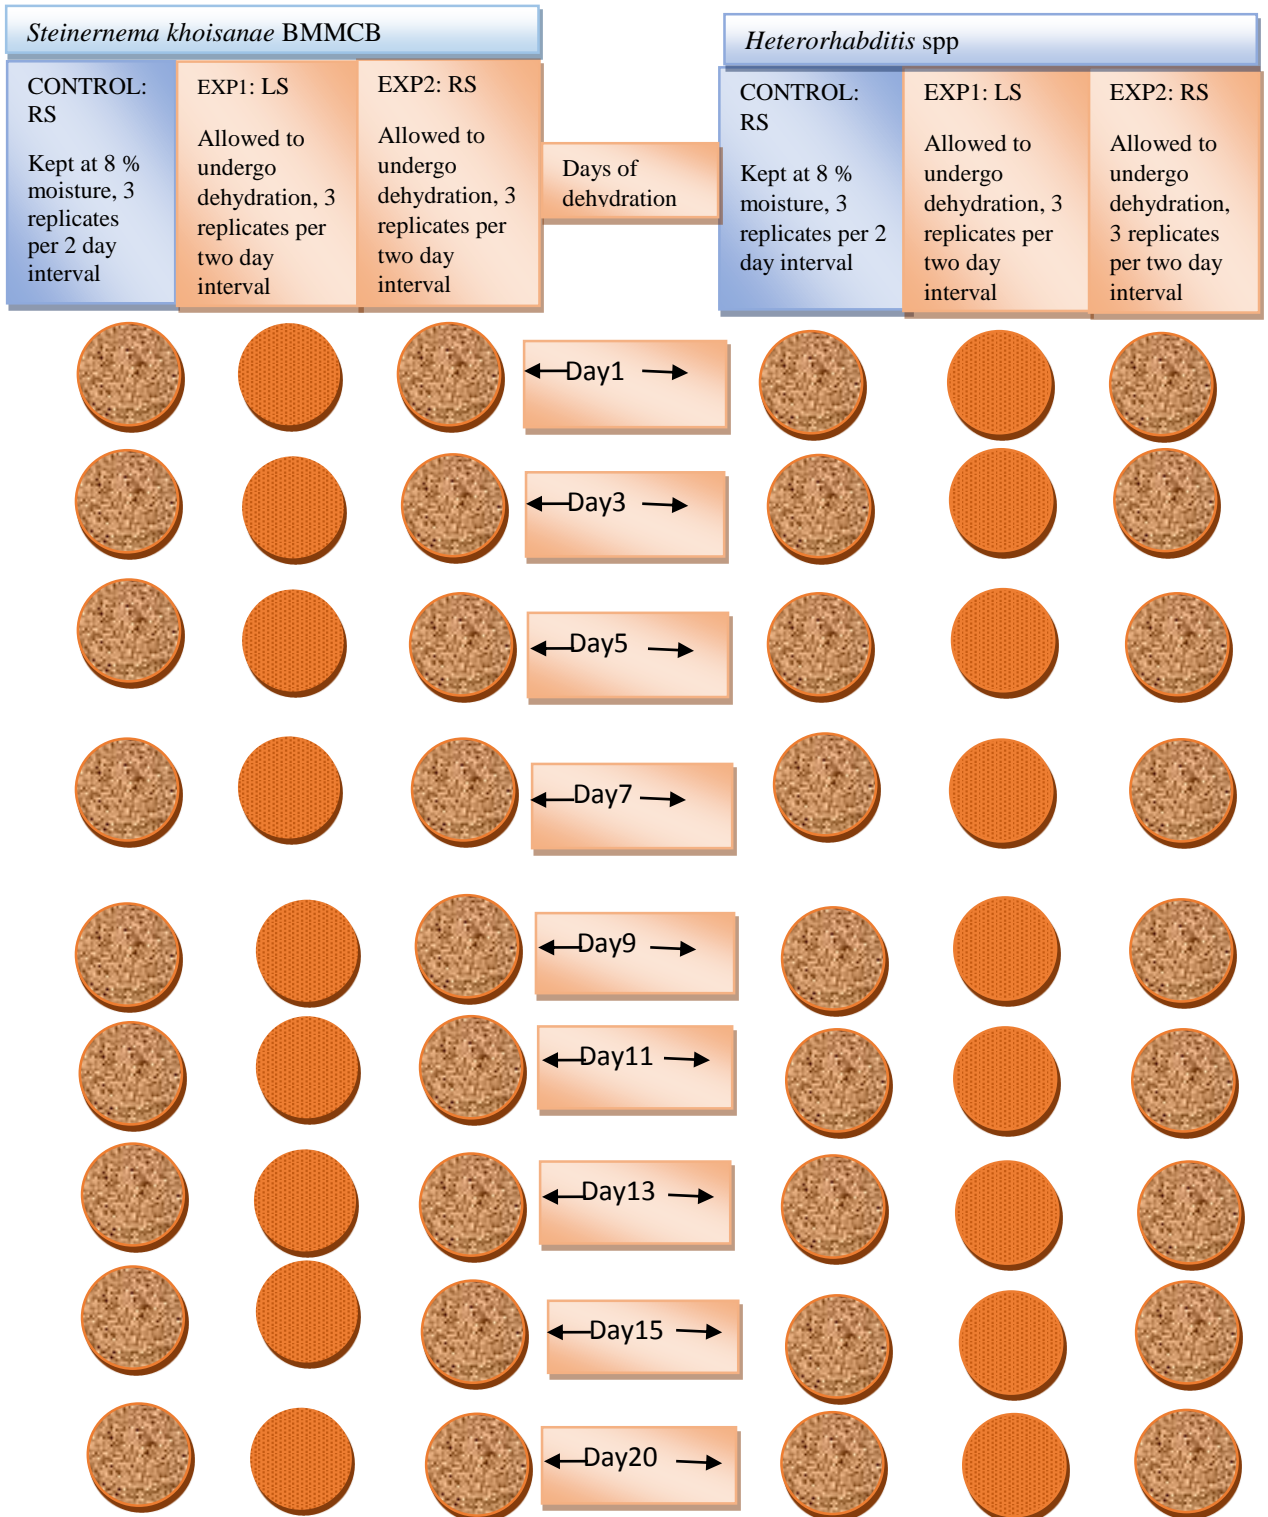 Steinernema khoisanae BMMCB
CONTROL:
RS
Kept at 8 %
moisture, 3
replicates
per 2 day
interval
EXP1: LS
Allowed to
undergo
dehydration, 3
replicates per
two day
interval
EXP2: RS
Allowed to
undergo
dehydration, 3
replicates per
two day
interval
Days of
dehydration
Heterorhabditis spp
CONTROL:
RS
Kept at 8 %
moisture, 3
replicates per 2
day interval
EXP1: LS
Allowed to
undergo
dehydration, 3
replicates per
two day
interval
EXP2: RS
Allowed to
undergo
dehydration,
3 replicates
per two day
interval
Day1
Day3
Day5
Day7
Day9
Day11
Day13
Day15
Day20